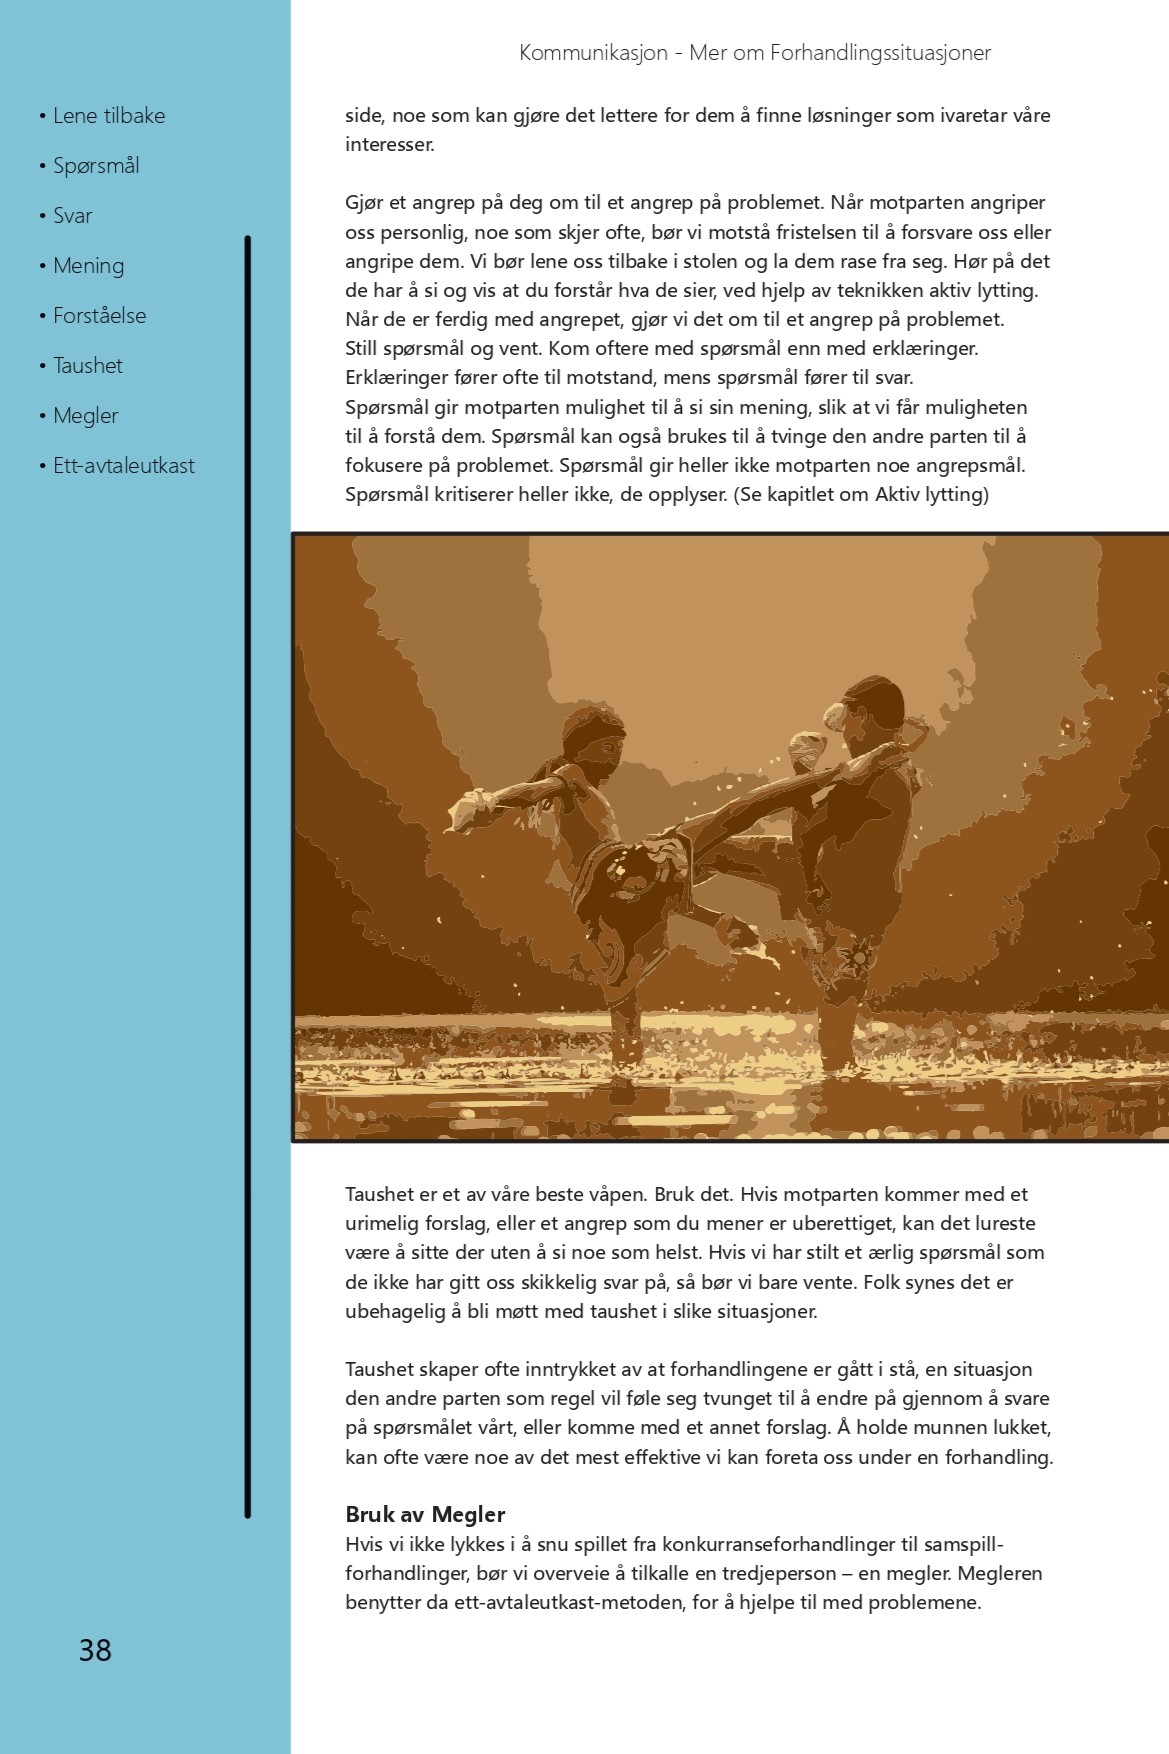 Kommunikasjon - Mer om Forhandlingssituasjoner
• Lene tilbake
• Spørsmål
• Svar
• Mening
• Forståelse
• Taushet
• Megler
• Ett-avtaleutkast
side, noe som kan gjøre det lettere for dem å finne løsninger som ivaretar våre
interesser.
Gjør et angrep på deg om til et angrep på problemet. Når motparten angriper
oss personlig, noe som skjer ofte, bør vi motstå fristelsen til å forsvare oss eller
angripe dem. Vi bør lene oss tilbake i stolen og la dem rase fra seg. Hør på det
de har å si og vis at du forstår hva de sier, ved hjelp av teknikken aktiv lytting.
Når de er ferdig med angrepet, gjør vi det om til et angrep på problemet.
Still spørsmål og vent. Kom oftere med spørsmål enn med erklæringer.
Erklæringer fører ofte til motstand, mens spørsmål fører til svar.
Spørsmål gir motparten mulighet til å si sin mening, slik at vi får muligheten
til å forstå dem. Spørsmål kan også brukes til å tvinge den andre parten til å
fokusere på problemet. Spørsmål gir heller ikke motparten noe angrepsmål.
Spørsmål kritiserer heller ikke, de opplyser. (Se kapitlet om Aktiv lytting)
Taushet er et av våre beste våpen. Bruk det. Hvis motparten kommer med et
urimelig forslag, eller et angrep som du mener er uberettiget, kan det lureste
være å sitte der uten å si noe som helst. Hvis vi har stilt et ærlig spørsmål som
de ikke har gitt oss skikkelig svar på, så bør vi bare vente. Folk synes det er
ubehagelig å bli møtt med taushet i slike situasjoner.
Taushet skaper ofte inntrykket av at forhandlingene er gått i stå, en situasjon
den andre parten som regel vil føle seg tvunget til å endre på gjennom å svare
på spørsmålet vårt, eller komme med et annet forslag. Å holde munnen lukket,
kan ofte være noe av det mest effektive vi kan foreta oss under en forhandling.
Bruk av Megler
Hvis vi ikke lykkes i å snu spillet fra konkurranseforhandlinger til samspill-
forhandlinger, bør vi overveie å tilkalle en tredjeperson – en megler. Megleren
benytter da ett-avtaleutkast-metoden, for å hjelpe til med problemene.
38